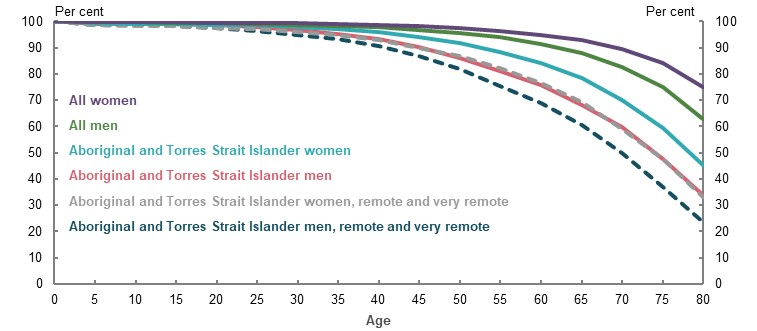 Per cent Per cent
100 100
90 90
80 80
70 70
60 60
50 50
40 40
30 30
20 20
10 10
0 0
All women
All men
Aboriginal and Torres Strait Islander women
Aboriginal and Torres Strait Islander men
Aboriginal and Torres Strait Islander women, remote and very remote
Aboriginal and Torres Strait Islander men, remote and very remote
0 5 10 15 20 25 30 35 40 45 50 55 60 65 70 75 80
Age